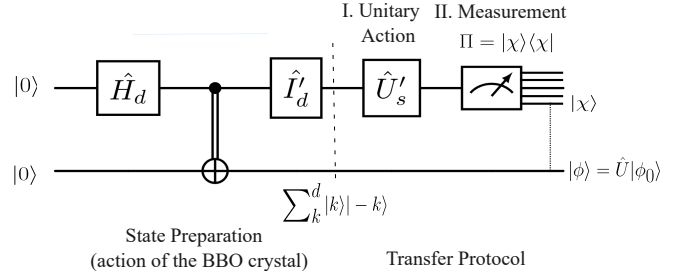 I. Unitary Action
II. Measurement
Π = |χ⟩⟨χ|
|0⟩
Ĥ_d
Î′_d
Û′_s
|χ⟩
|0⟩
|ϕ⟩ = Û|ϕ₀⟩
∑_k^d |k⟩|−k⟩
State Preparation
(action of the BBO crystal)
Transfer Protocol